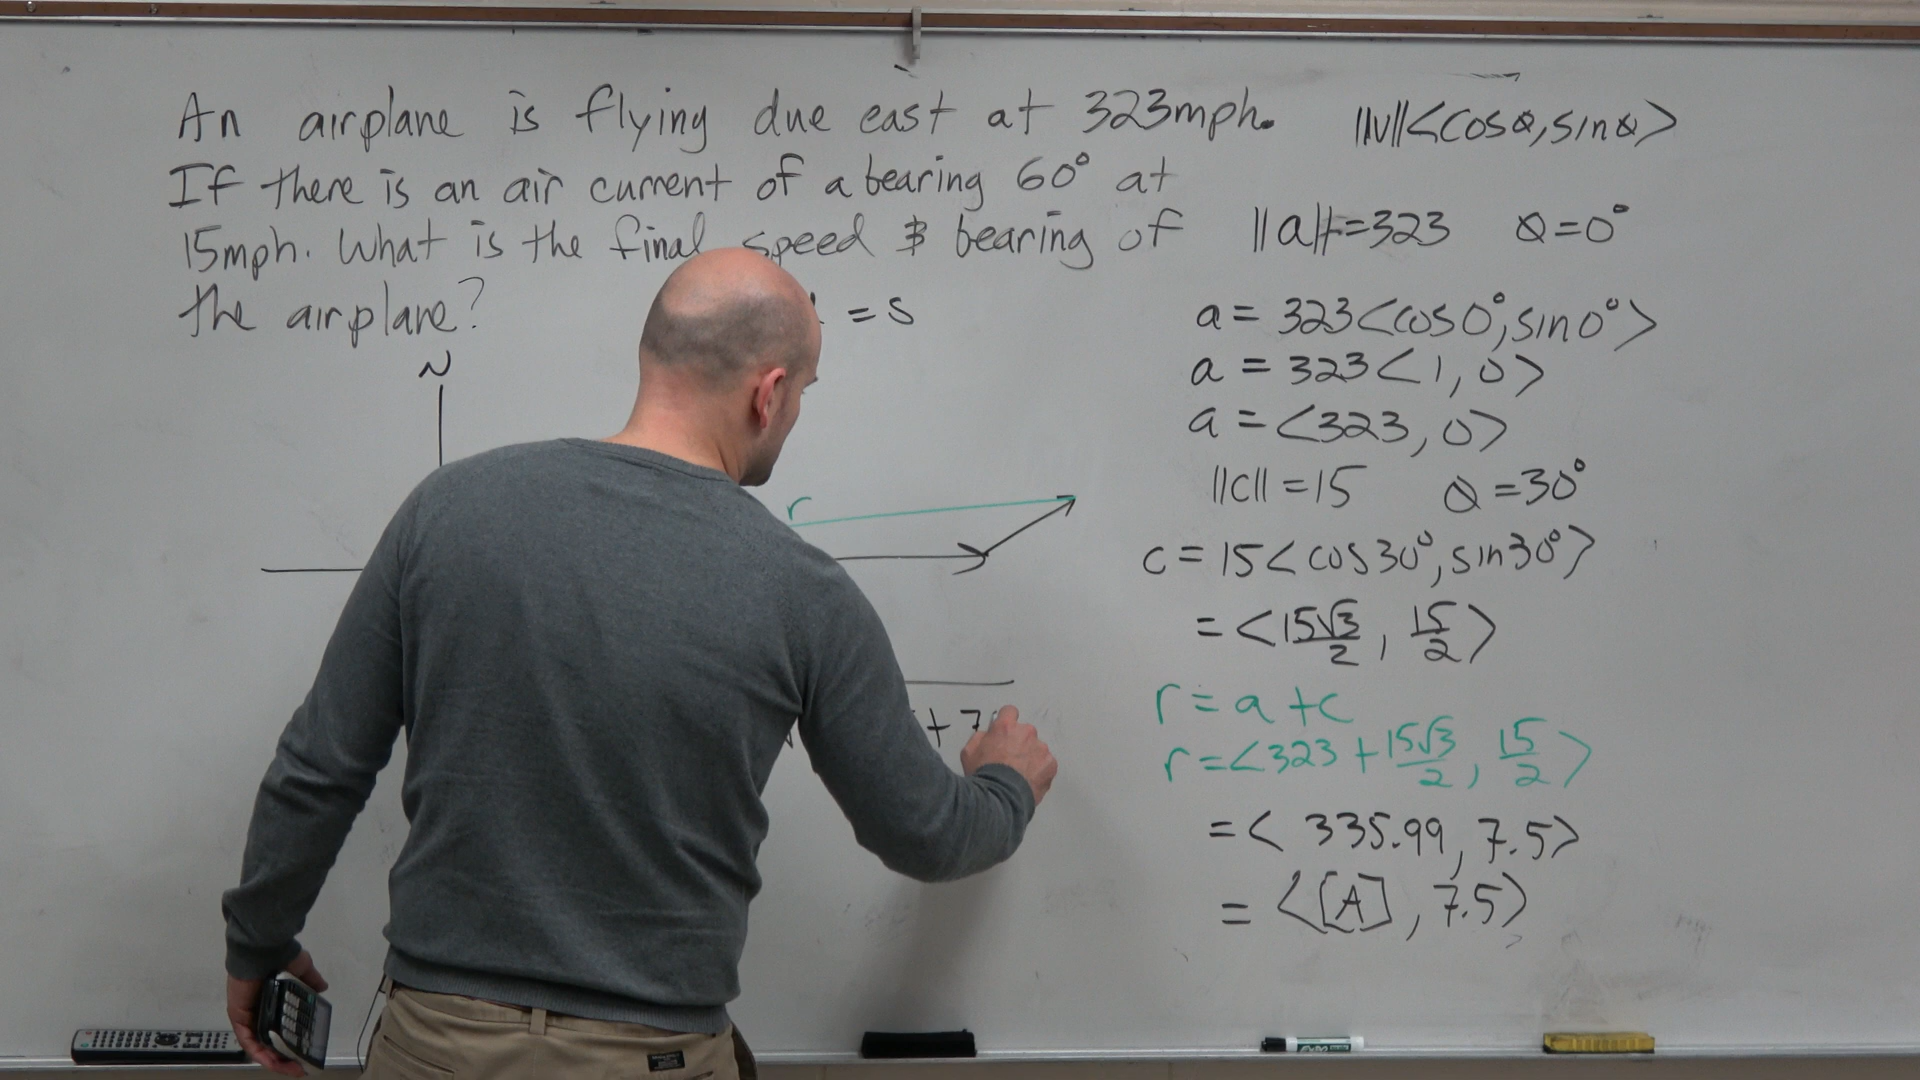 An airplane is flying due east at 323mph.
If there is an air current of a bearing 60° at
15mph. What is the final speed & bearing of
the airplane?
= s
N
r
+ 7
||v||<cosθ, sinθ>
||a||=323 θ=0°
a = 323<cos0°, sin0°>
a = 323<1, 0>
a = <323, 0>
||c|| = 15 θ = 30°
c = 15<cos30°, sin30°>
= <15√3/2, 15/2>
r = a + c
r = <323 + 15√3/2, 15/2>
= < 335.99, 7.5>
= <[A], 7.5>